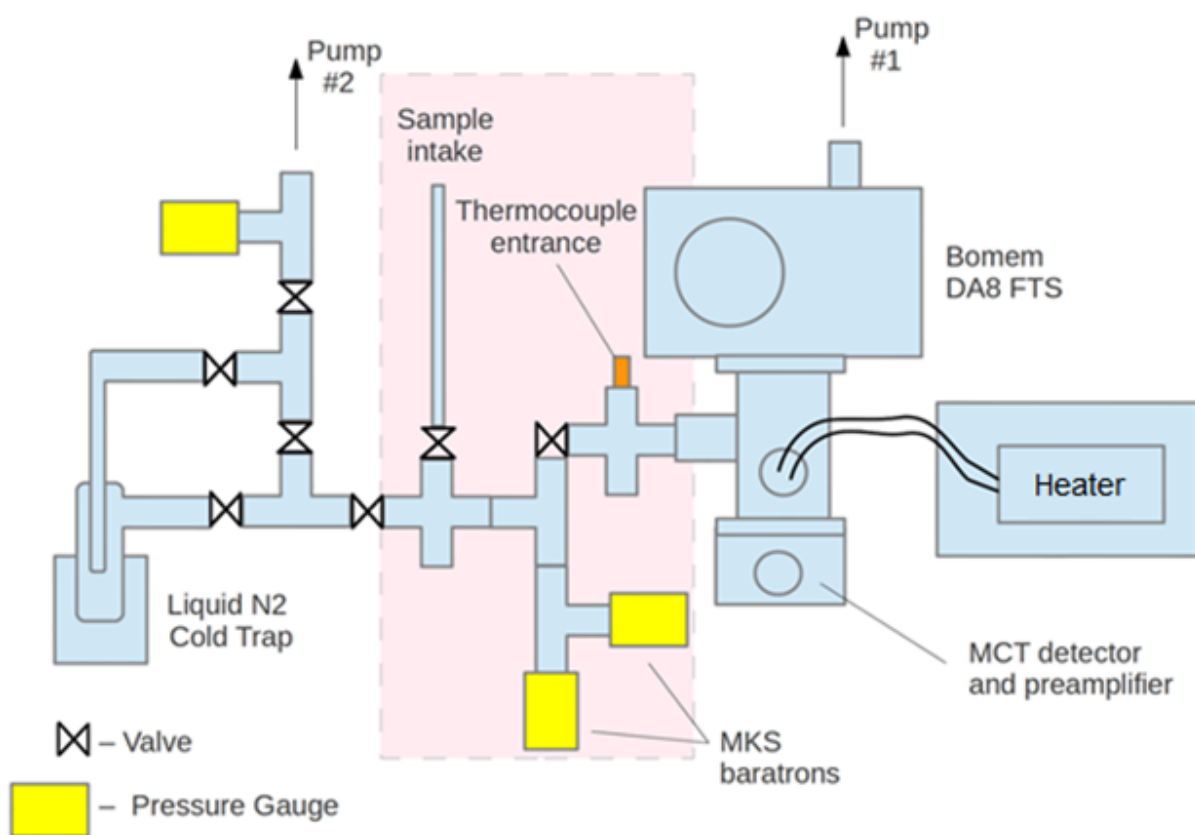 Pump
#2
Pump
#1
Sample
intake
Thermocouple
entrance
Bomem
DA8 FTS
Heater
Liquid N2
Cold Trap
MCT detector
and preamplifier
MKS
baratrons
– Valve
– Pressure Gauge